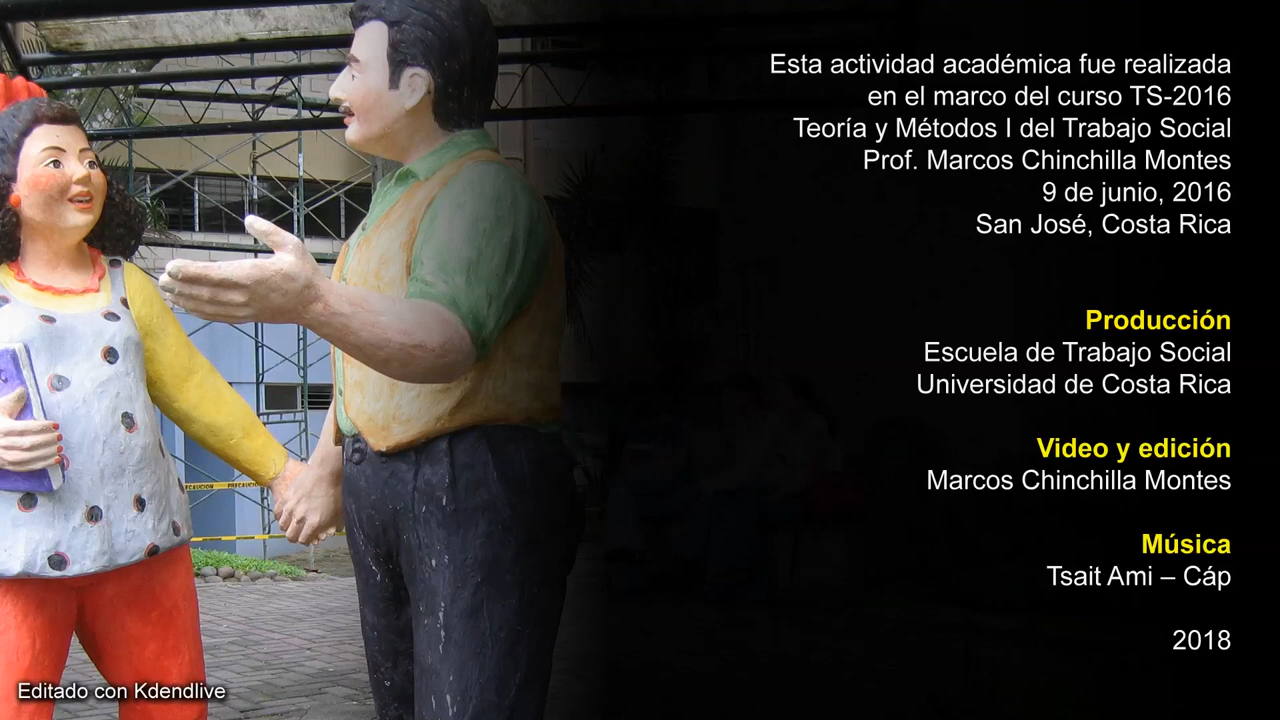 Esta actividad académica fue realizada
en el marco del curso TS-2016
Teoría y Métodos I del Trabajo Social
Prof. Marcos Chinchilla Montes
9 de junio, 2016
San José, Costa Rica
Producción
Escuela de Trabajo Social
Universidad de Costa Rica
Video y edición
Marcos Chinchilla Montes
Música
Tsait Ami – Cáp
2018
PRECAUCIÓN PRECAUCIÓN
Editado con Kdendlive